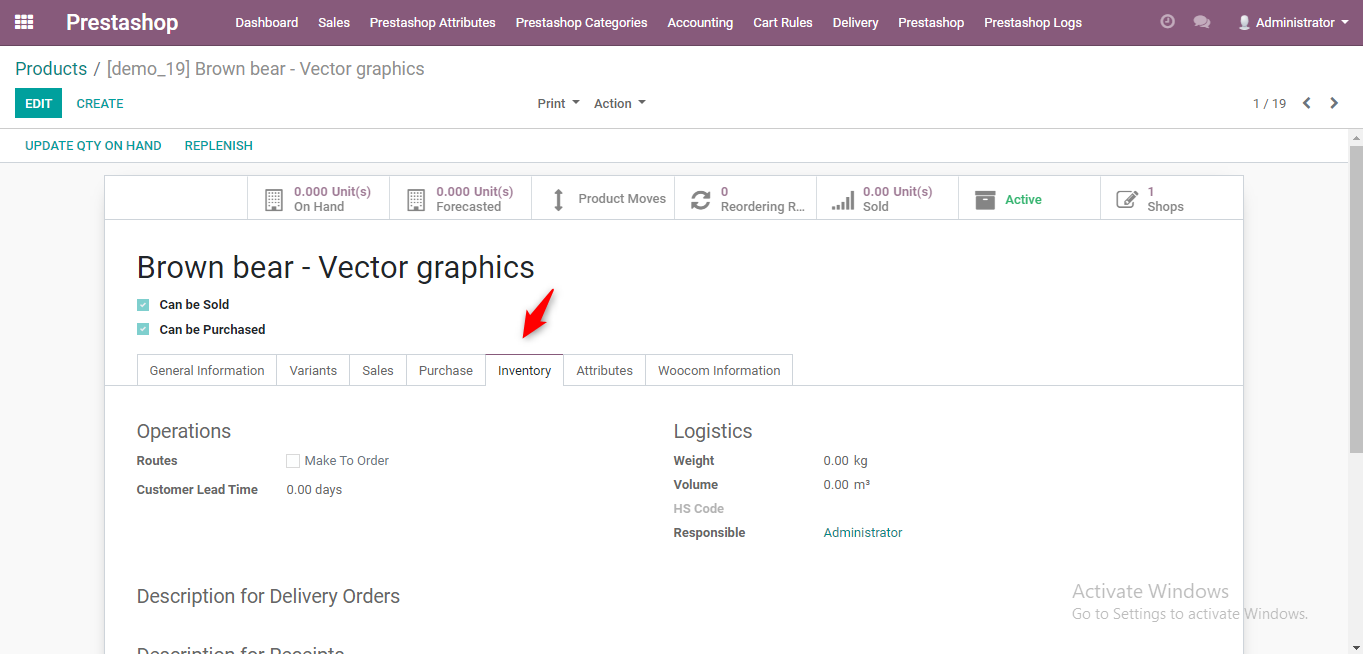 Prestashop Dashboard Sales Prestashop Attributes Prestashop Categories Accounting Cart Rules Delivery Prestashop Prestashop Logs Administrator
Products / [demo_19] Brown bear - Vector graphics
EDIT CREATE Print Action 1 / 19
UPDATE QTY ON HAND REPLENISH
0.000 Unit(s)
On Hand
0.000 Unit(s)
Forecasted
Product Moves
0
Reordering R...
0.00 Unit(s)
Sold
Active
1
Shops
Brown bear - Vector graphics
Can be Sold
Can be Purchased
General Information Variants Sales Purchase Inventory Attributes Woocom Information
Operations
Routes Make To Order
Customer Lead Time 0.00 days
Logistics
Weight 0.00 kg
Volume 0.00 m³
HS Code
Responsible Administrator
Description for Delivery Orders
Description for Receipts
Activate Windows
Go to Settings to activate Windows.